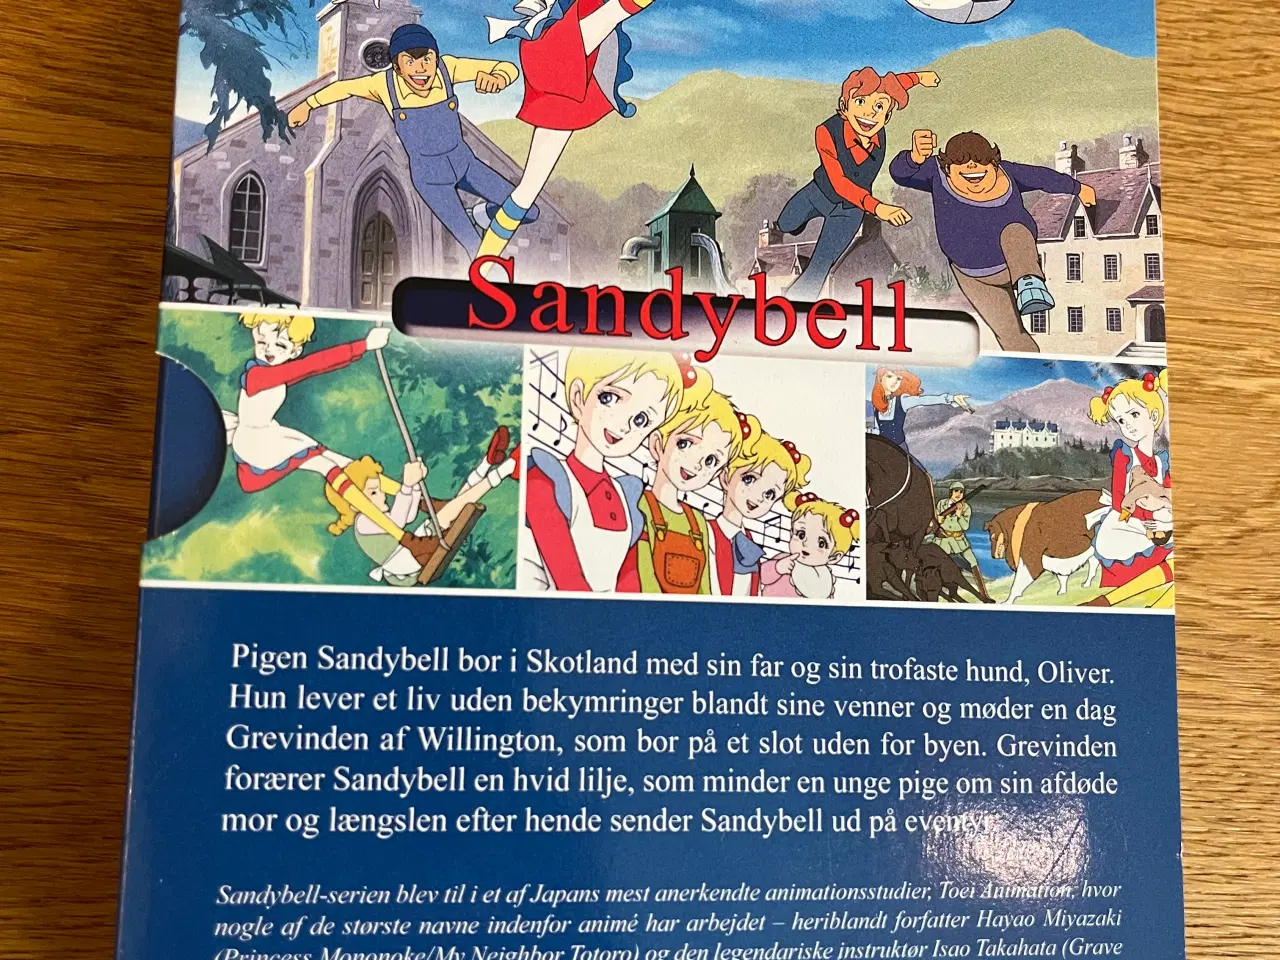 Sandybell
Pigen Sandybell bor i Skotland med sin far og sin trofaste hund, Oliver.
Hun lever et liv uden bekymringer blandt sine venner og møder en dag
Grevinden af Willington, som bor på et slot uden for byen. Grevinden
forærer Sandybell en hvid lilje, som minder en unge pige om sin afdøde
mor og længslen efter hende sender Sandybell ud på eventyr.
Sandybell-serien blev til i et af Japans mest anerkendte animationsstudier, Toei Animation, hvor
nogle af de største navne indenfor animé har arbejdet – heriblandt forfatter Hayao Miyazaki
(Princess Mononoke/My Neighbor Totoro) og den legendariske instruktør Isao Takahata (Grave